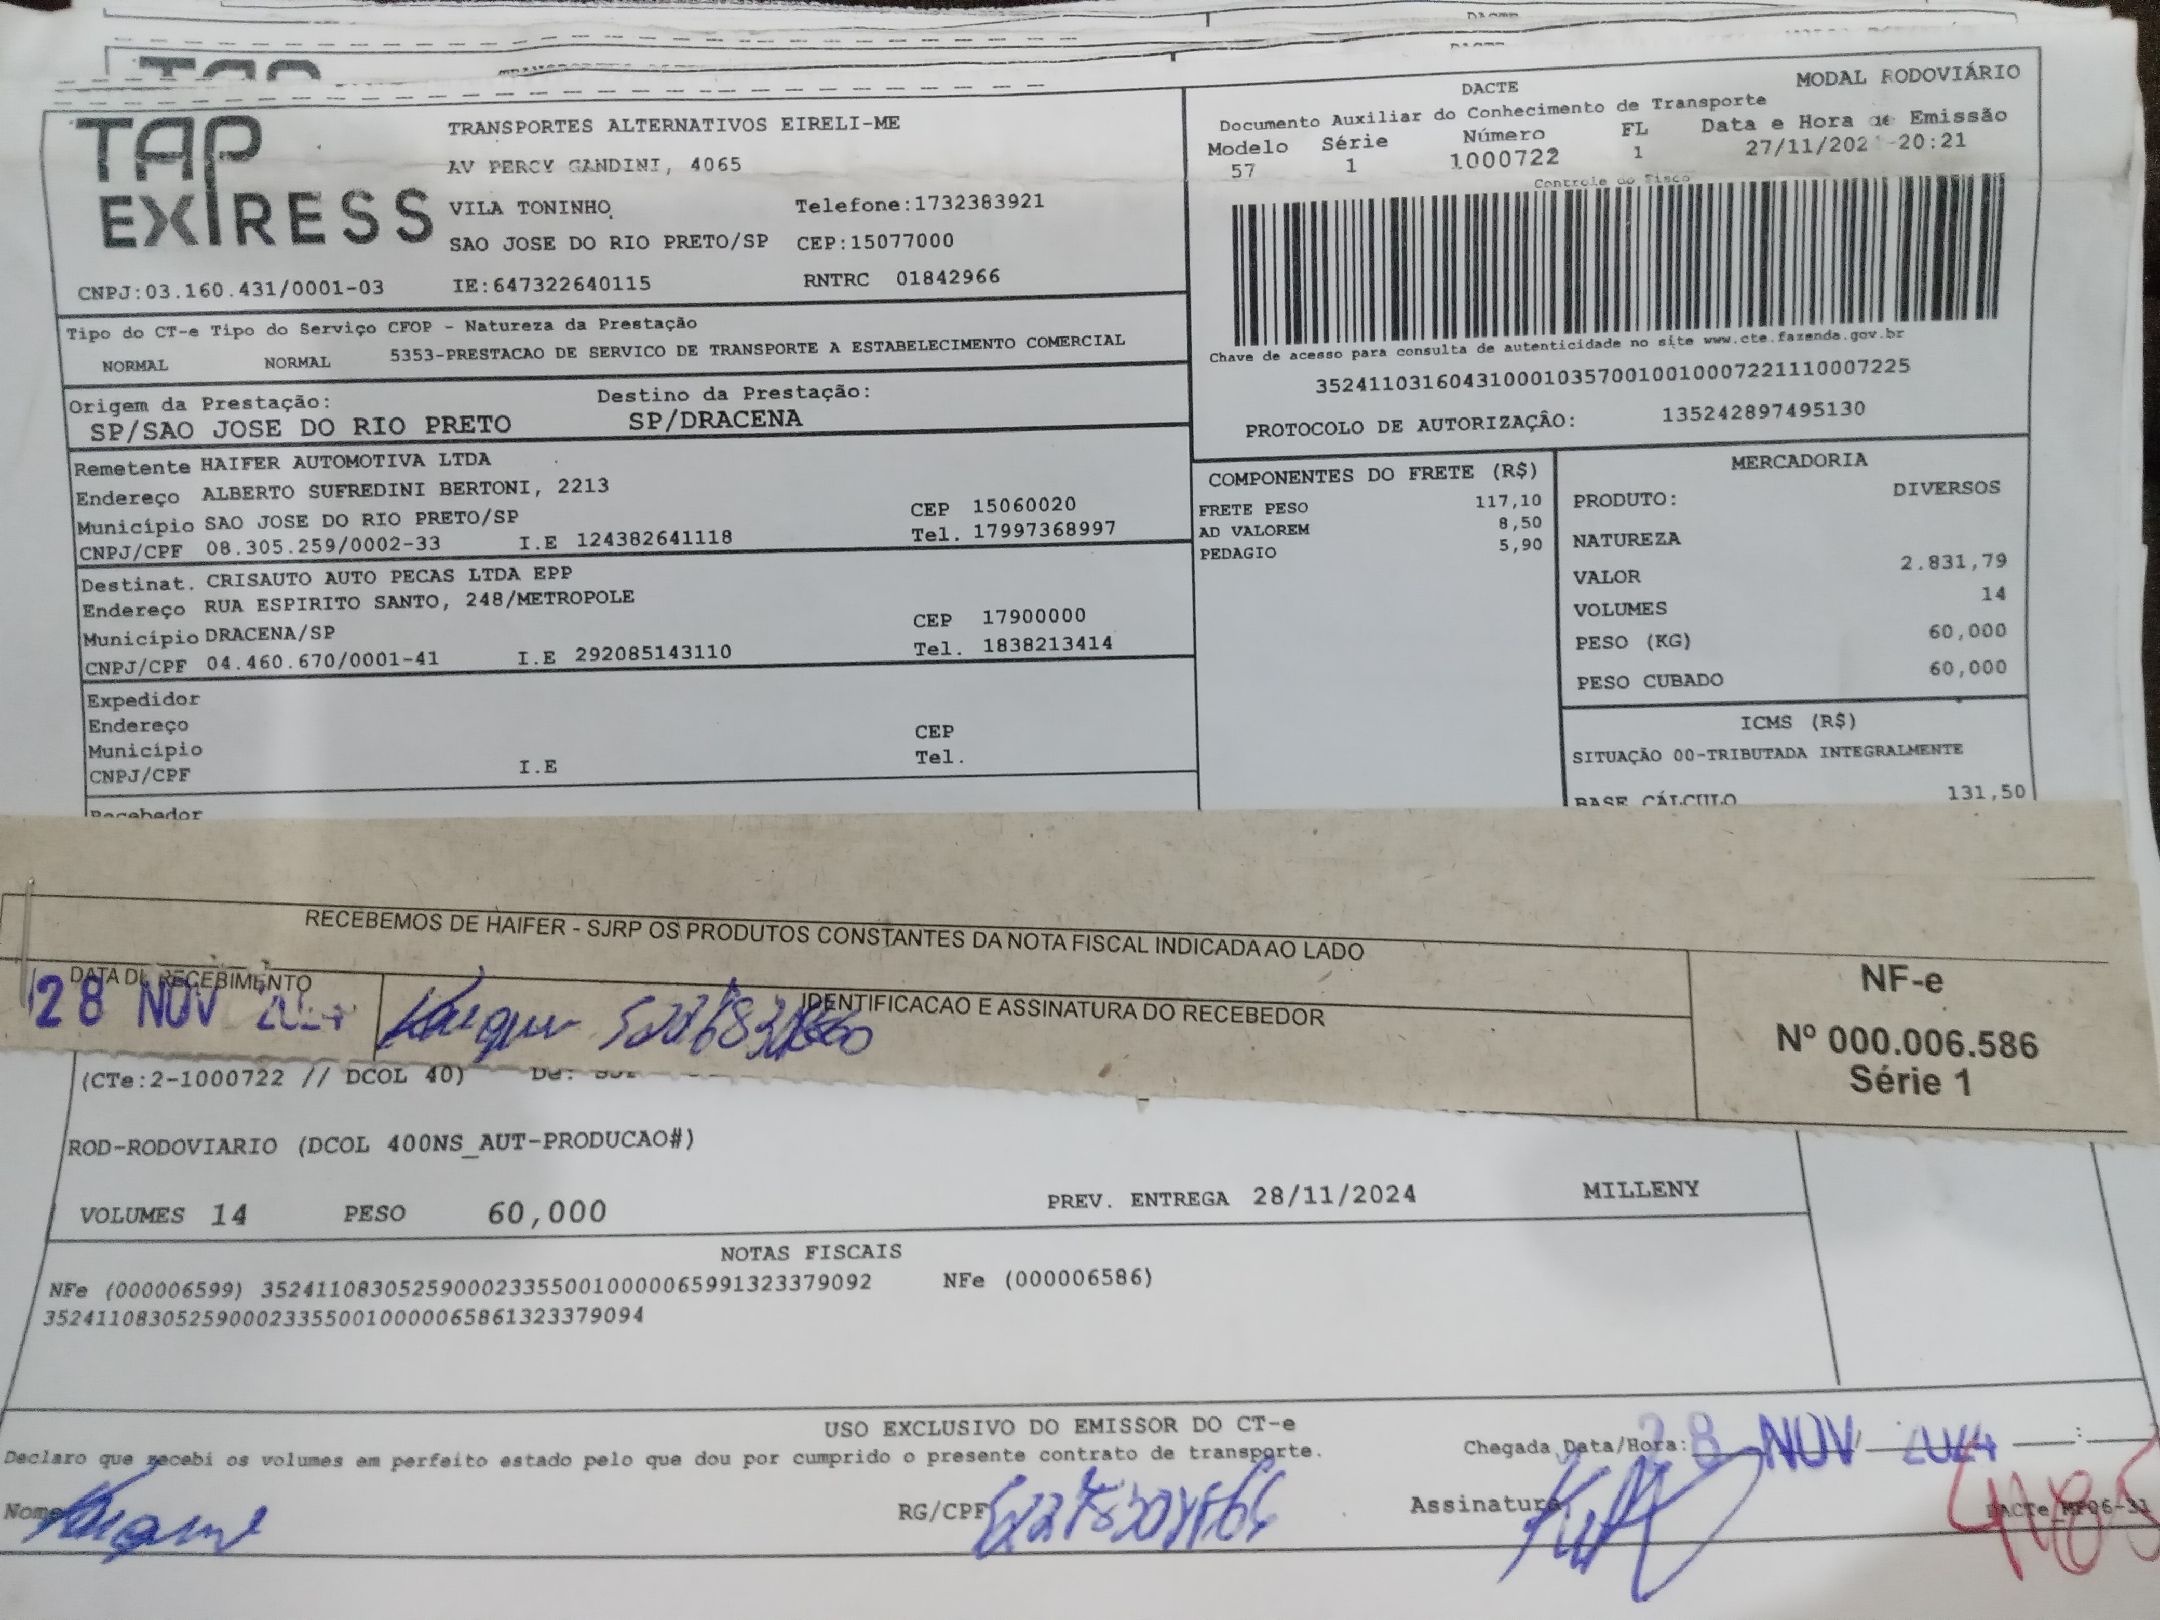 DACTE
MODAL RODOVIÁRIO
TAP
EXPRESS
TRANSPORTES ALTERNATIVOS EIRELI-ME
AV PERCY GANDINI, 4065
VILA TONINHO
Telefone:1732383921
SAO JOSE DO RIO PRETO/SP CEP:15077000
CNPJ:03.160.431/0001-03 IE:647322640115 RNTRC 01842966
Documento Auxiliar do Conhecimento de Transporte
Modelo Série Número FL Data e Hora de Emissão
57 1 1000722 1 27/11/202 -20:21
Controle do Fisco
Chave de acesso para consulta de autenticidade no site www.cte.fazenda.gov.br
35241103160431000103570010010007221110007225
PROTOCOLO DE AUTORIZAÇÂO: 135242897495130
Tipo do CT-e Tipo do Serviço CFOP - Natureza da Prestação
NORMAL NORMAL 5353-PRESTACAO DE SERVICO DE TRANSPORTE A ESTABELECIMENTO COMERCIAL
Origem da Prestação: Destino da Prestação:
SP/SAO JOSE DO RIO PRETO SP/DRACENA
Remetente HAIFER AUTOMOTIVA LTDA
Endereço ALBERTO SUFREDINI BERTONI, 2213
Município SAO JOSE DO RIO PRETO/SP CEP 15060020
CNPJ/CPF 08.305.259/0002-33 I.E 124382641118 Tel. 17997368997
Destinat. CRISAUTO AUTO PECAS LTDA EPP
Endereço RUA ESPIRITO SANTO, 248/METROPOLE
Município DRACENA/SP CEP 17900000
CNPJ/CPF 04.460.670/0001-41 I.E 292085143110 Tel. 1838213414
Expedidor
Endereço
Município CEP
CNPJ/CPF I.E Tel.
Recebedor
COMPONENTES DO FRETE (R$)
FRETE PESO 117,10
AD VALOREM 8,50
PEDAGIO 5,90
MERCADORIA
PRODUTO: DIVERSOS
NATUREZA
VALOR 2.831,79
VOLUMES 14
PESO (KG) 60,000
PESO CUBADO 60,000
ICMS (R$)
SITUAÇÃO 00-TRIBUTADA INTEGRALMENTE
BASE CÁLCULO 131,50
RECEBEMOS DE HAIFER - SJRP OS PRODUTOS CONSTANTES DA NOTA FISCAL INDICADA AO LADO
DATA DE RECEBIMENTO
28 NOV 2024
IDENTIFICACAO E ASSINATURA DO RECEBEDOR
NF-e
Nº 000.006.586
Série 1
(CTe:2-1000722 // DCOL 40)
ROD-RODOVIARIO (DCOL 400NS_AUT-PRODUCAO#)
VOLUMES 14 PESO 60,000 PREV. ENTREGA 28/11/2024 MILLENY
NOTAS FISCAIS
NFe (000006599) 35241108305259000233550010000065991323379092 NFe (000006586)
35241108305259000233550010000065861323379094
USO EXCLUSIVO DO EMISSOR DO CT-e
Declaro que recebi os volumes em perfeito estado pelo que dou por cumprido o presente contrato de transporte.
Chegada Data/Hora: 28 NOV 2024
Nome RG/CPF Assinatura